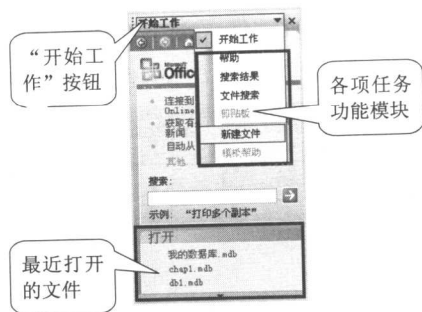 开始工作
“开始工
作”按钮
开始工作
帮助
搜索结果
文件搜索
剪贴板
新建文件
模板帮助
各项任务
功能模块
Office
连接到
Online
获取有
新闻
自动从
其他
搜索：
示例： “打印多个副本”
打开
我的数据库.mdb
chap1.mdb
db1.mdb
最近打开
的文件